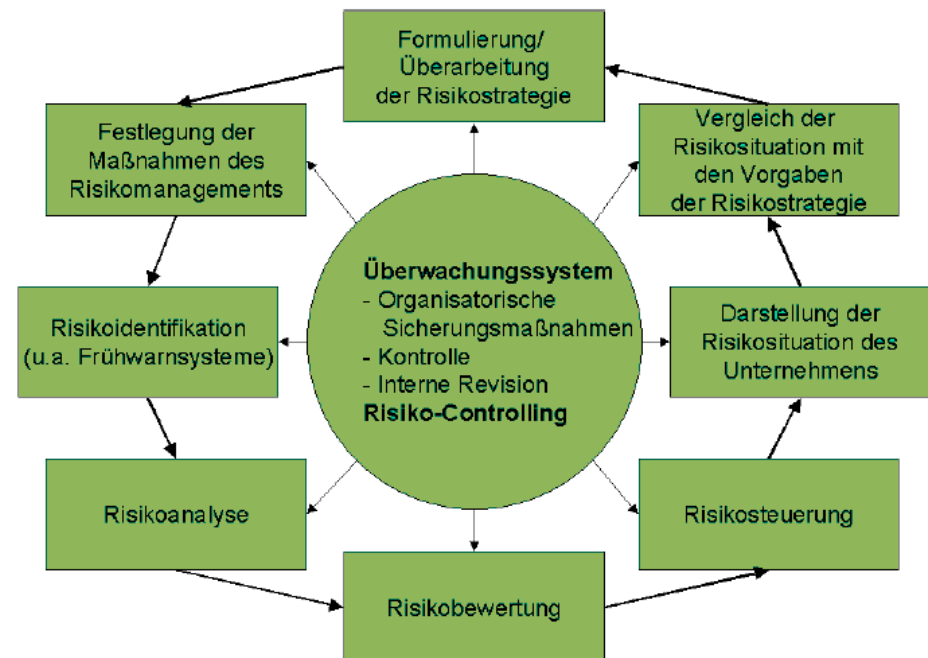 Formulierung/
Überarbeitung
der Risikostrategie
Festlegung der
Maßnahmen des
Risikomanagements
Vergleich der
Risikosituation mit
den Vorgaben
der Risikostrategie
Überwachungssystem
- Organisatorische
Sicherungsmaßnahmen
- Kontrolle
- Interne Revision
Risiko-Controlling
Risikoidentifikation
(u.a. Frühwarnsysteme)
Darstellung der
Risikosituation des
Unternehmens
Risikoanalyse
Risikosteuerung
Risikobewertung